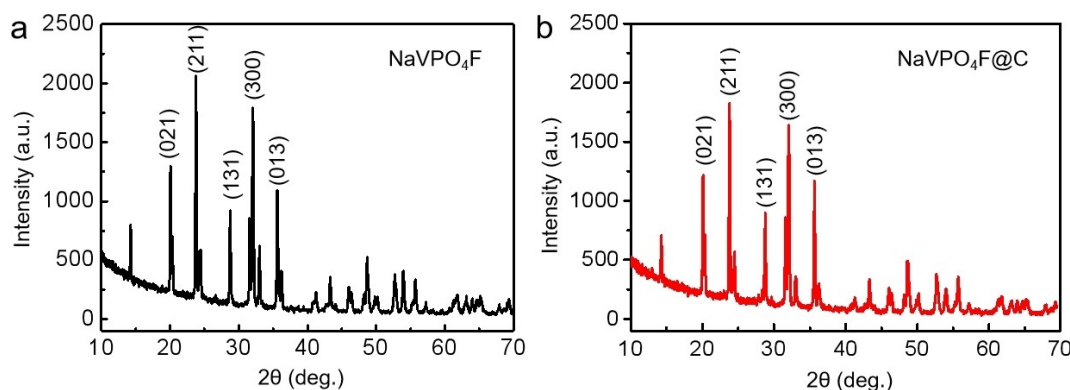 a
NaVPO₄F
2500
2000
1500
1000
500
0
Intensity (a.u.)
(021)
(211)
(131)
(300)
(013)
10 20 30 40 50 60 70
2θ (deg.)
b
NaVPO₄F@C
2500
2000
1500
1000
500
0
Intensity (a.u.)
(021)
(211)
(131)
(300)
(013)
10 20 30 40 50 60 70
2θ (deg.)